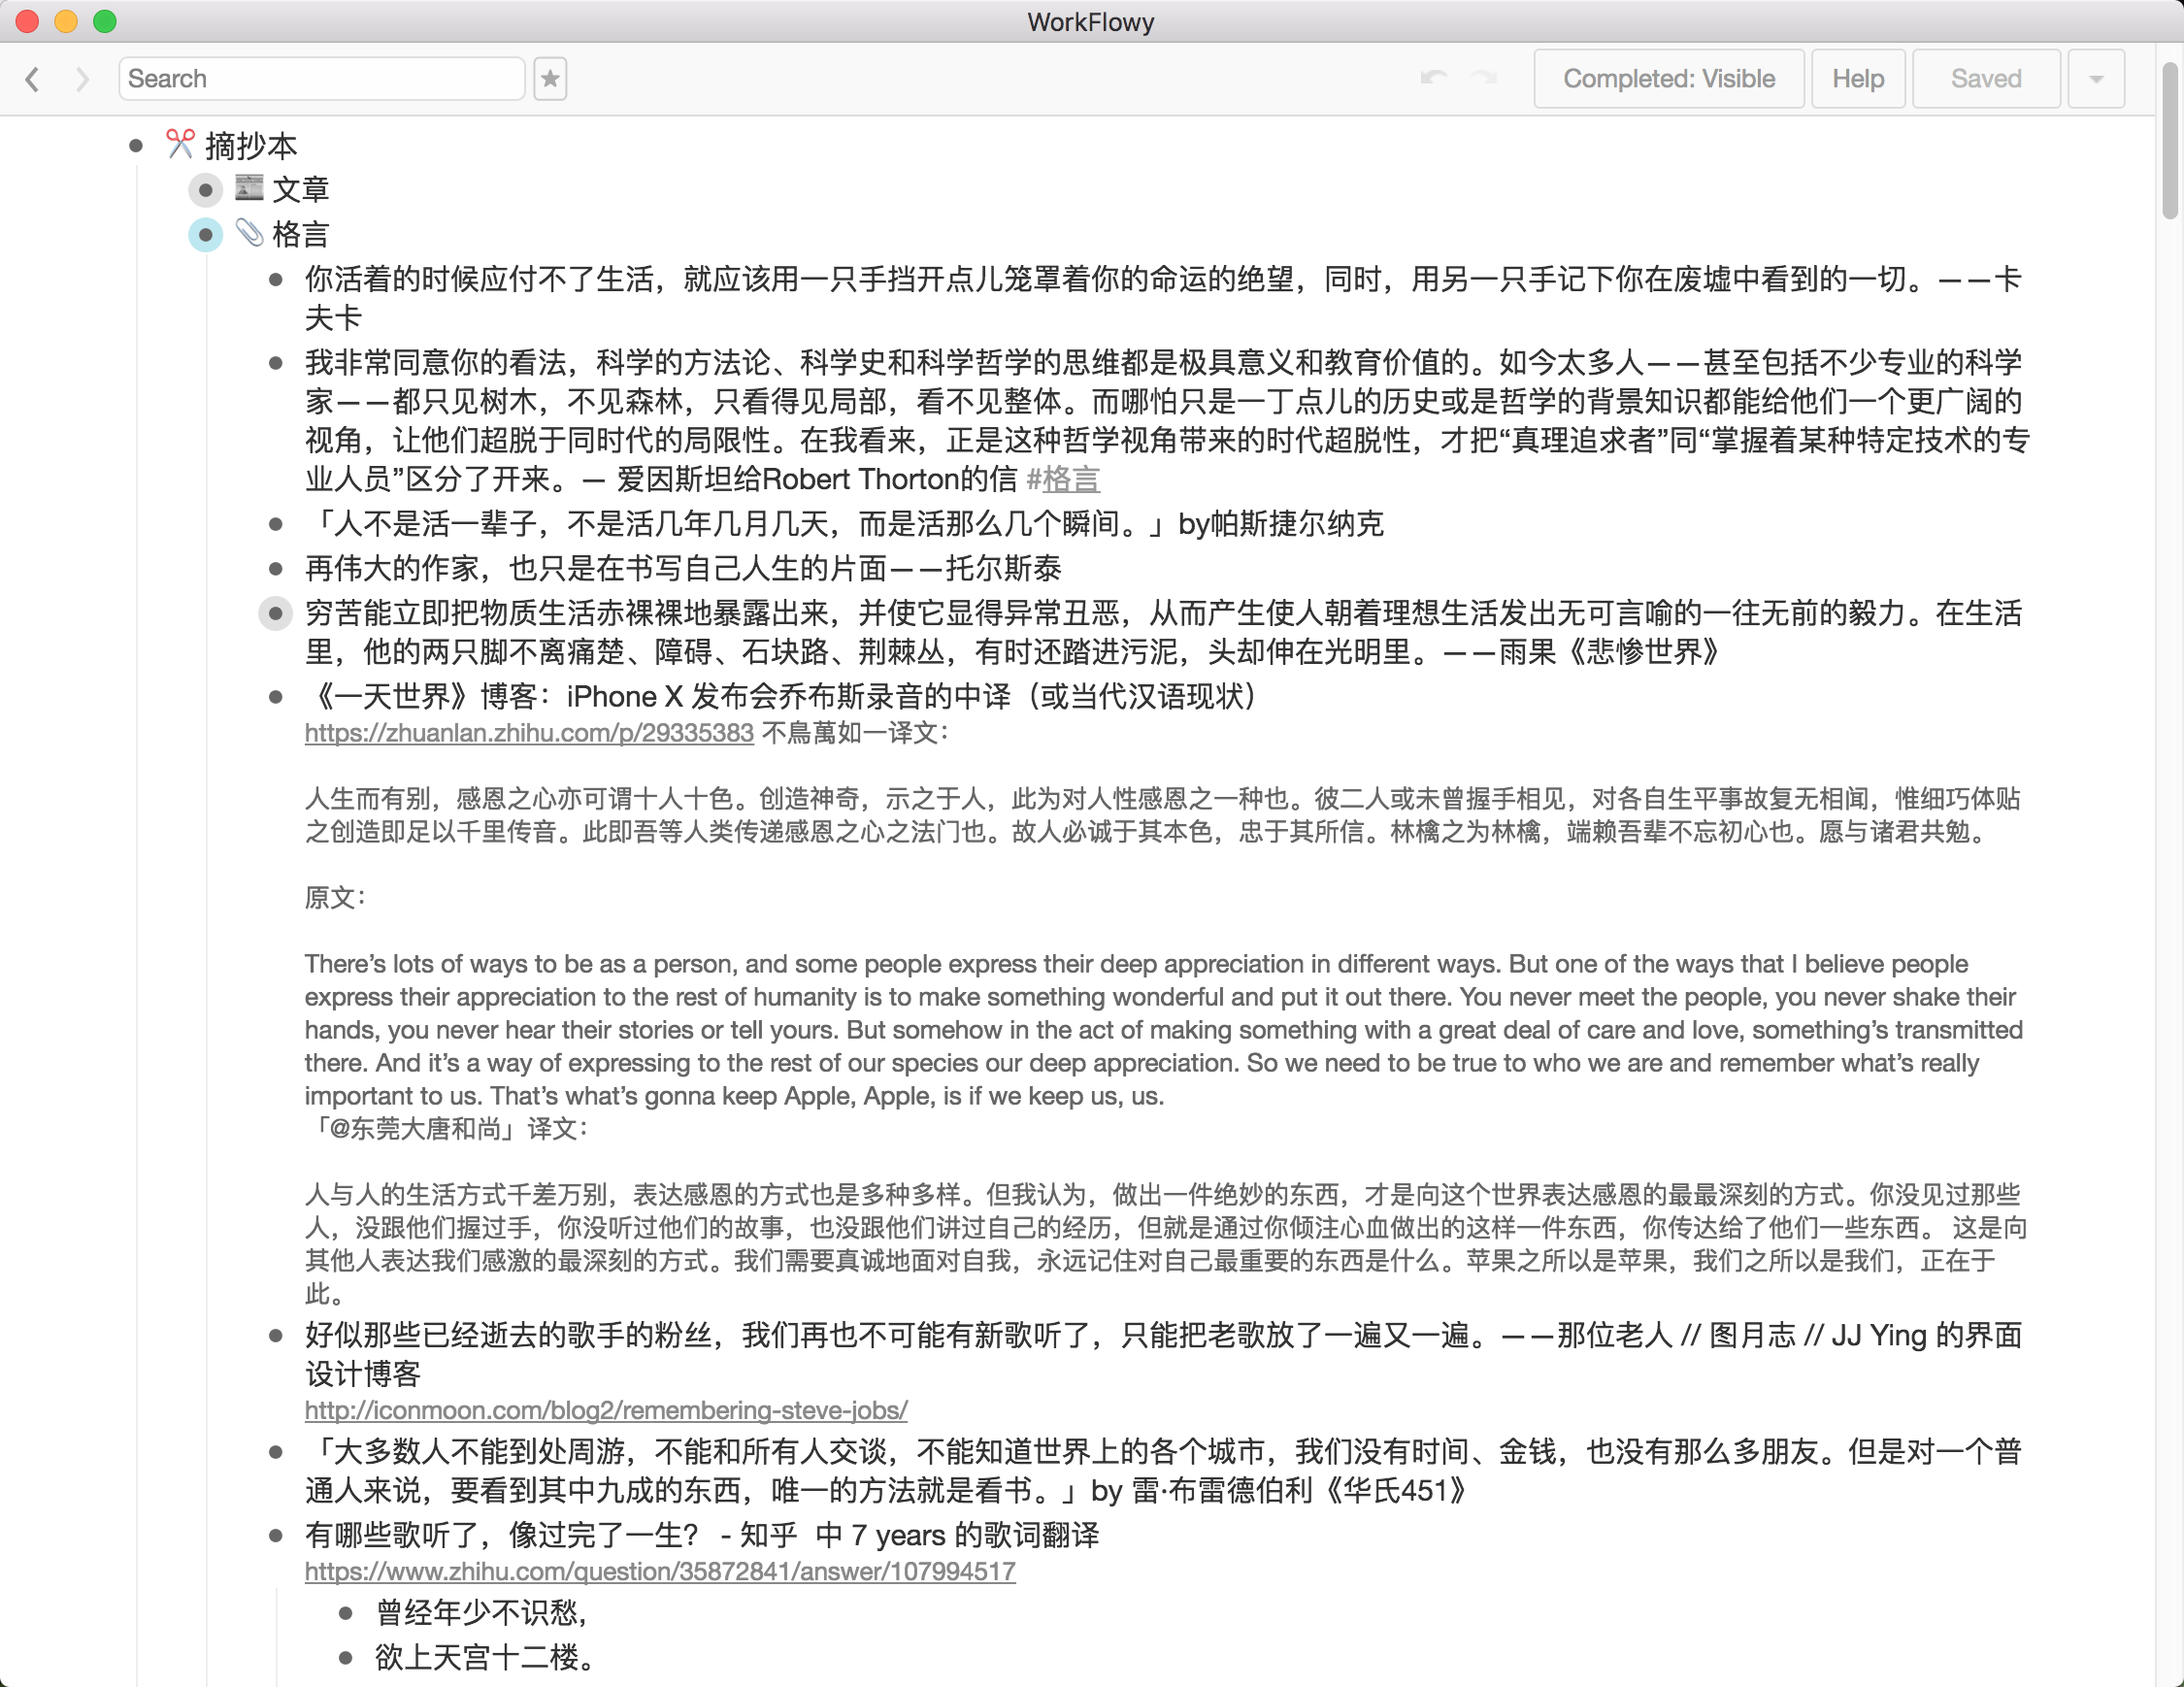 WorkFlowy
Search
Completed: Visible
Help
Saved
摘抄本
文章
格言
你活着的时候应付不了生活，就应该用一只手挡开点儿笼罩着你的命运的绝望，同时，用另一只手记下你在废墟中看到的一切。——卡
夫卡
我非常同意你的看法，科学的方法论、科学史和科学哲学的思维都是极具意义和教育价值的。如今太多人——甚至包括不少专业的科学
家——都只见树木，不见森林，只看得见局部，看不见整体。而哪怕只是一丁点儿的历史或是哲学的背景知识都能给他们一个更广阔的
视角，让他们超脱于同时代的局限性。在我看来，正是这种哲学视角带来的时代超脱性，才把“真理追求者”同“掌握着某种特定技术的专
业人员”区分了开来。— 爱因斯坦给Robert Thorton的信 #格言
「人不是活一辈子，不是活几年几月几天，而是活那么几个瞬间。」by帕斯捷尔纳克
再伟大的作家，也只是在书写自己人生的片面——托尔斯泰
穷苦能立即把物质生活赤裸裸地暴露出来，并使它显得异常丑恶，从而产生使人朝着理想生活发出无可言喻的一往无前的毅力。在生活
里，他的两只脚不离痛楚、障碍、石块路、荆棘丛，有时还踏进污泥，头却伸在光明里。——雨果《悲惨世界》
《一天世界》博客：iPhone X 发布会乔布斯录音的中译（或当代汉语现状）
https://zhuanlan.zhihu.com/p/29335383 不鳥萬如一译文：
人生而有别，感恩之心亦可谓十人十色。创造神奇，示之于人，此为对人性感恩之一种也。彼二人或未曾握手相见，对各自生平事故复无相闻，惟细巧体贴
之创造即足以千里传音。此即吾等人类传递感恩之心之法门也。故人必诚于其本色，忠于其所信。林檎之为林檎，端赖吾辈不忘初心也。愿与诸君共勉。
原文：
There’s lots of ways to be as a person, and some people express their deep appreciation in different ways. But one of the ways that I believe people
express their appreciation to the rest of humanity is to make something wonderful and put it out there. You never meet the people, you never shake their
hands, you never hear their stories or tell yours. But somehow in the act of making something with a great deal of care and love, something’s transmitted
there. And it’s a way of expressing to the rest of our species our deep appreciation. So we need to be true to who we are and remember what’s really
important to us. That’s what’s gonna keep Apple, Apple, is if we keep us, us.
「@东莞大唐和尚」译文：
人与人的生活方式千差万别，表达感恩的方式也是多种多样。但我认为，做出一件绝妙的东西，才是向这个世界表达感恩的最最深刻的方式。你没见过那些
人，没跟他们握过手，你没听过他们的故事，也没跟他们讲过自己的经历，但就是通过你倾注心血做出的这样一件东西，你传达给了他们一些东西。 这是向
其他人表达我们感激的最深刻的方式。我们需要真诚地面对自我，永远记住对自己最重要的东西是什么。苹果之所以是苹果，我们之所以是我们，正在于
此。
好似那些已经逝去的歌手的粉丝，我们再也不可能有新歌听了，只能把老歌放了一遍又一遍。——那位老人 // 图月志 // JJ Ying 的界面
设计博客
http://iconmoon.com/blog2/remembering-steve-jobs/
「大多数人不能到处周游，不能和所有人交谈，不能知道世界上的各个城市，我们没有时间、金钱，也没有那么多朋友。但是对一个普
通人来说，要看到其中九成的东西，唯一的方法就是看书。」by 雷·布雷德伯利《华氏451》
有哪些歌听了，像过完了一生？ - 知乎 中 7 years 的歌词翻译
https://www.zhihu.com/question/35872841/answer/107994517
曾经年少不识愁，
欲上天宫十二楼。